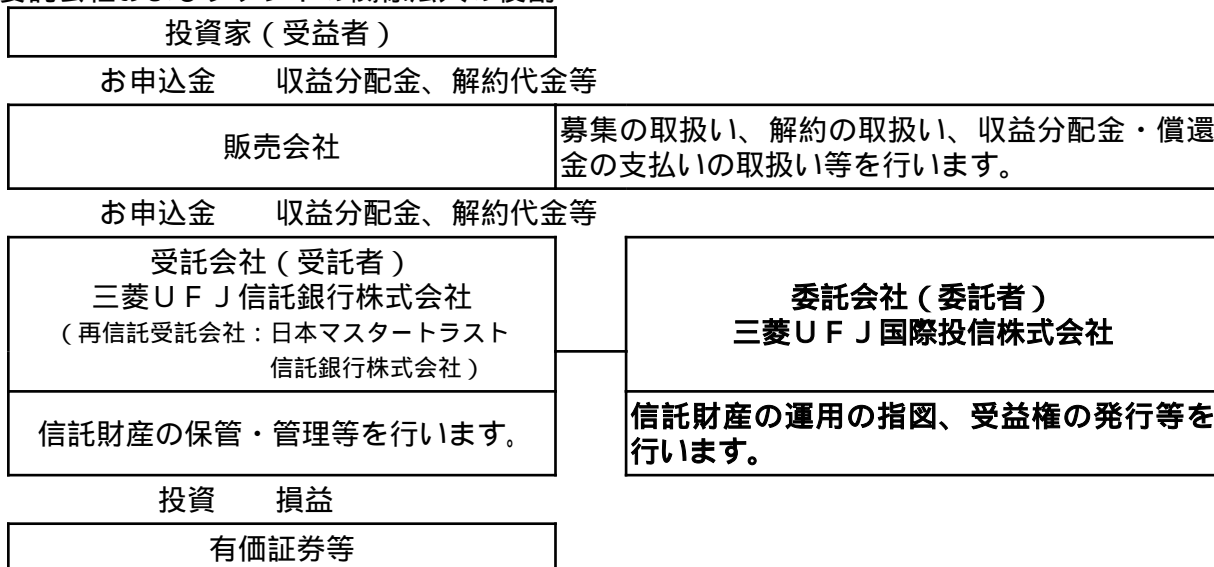 投資家（受益者）
お申込金　　収益分配金、解約代金等
販売会社
募集の取扱い、解約の取扱い、収益分配金・償還
金の支払いの取扱い等を行います。
お申込金　　収益分配金、解約代金等
受託会社（受託者）
三菱ＵＦＪ信託銀行株式会社
（再信託受託会社：日本マスタートラスト
信託銀行株式会社）
委託会社（委託者）
三菱ＵＦＪ国際投信株式会社
信託財産の保管・管理等を行います。
信託財産の運用の指図、受益権の発行等を
行います。
投資　　損益
有価証券等